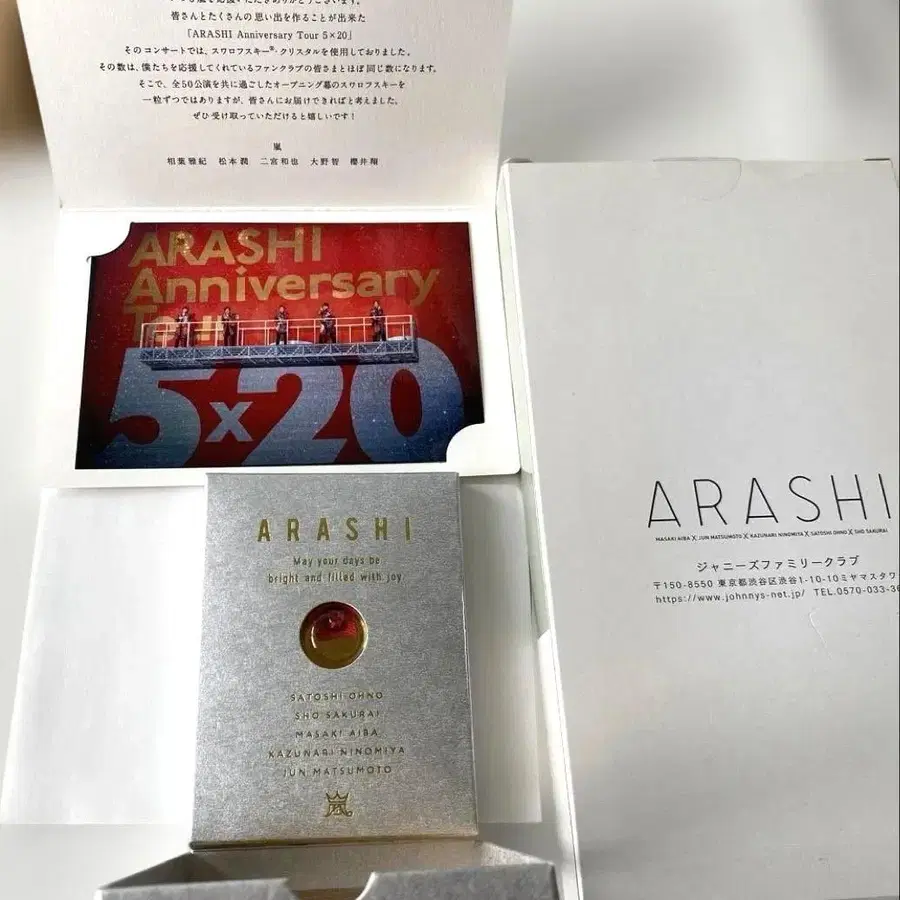 皆さんとたくさんの思い出を作ることが出来た
「ARASHI Anniversary Tour 5×20」
そのコンサートでは、スワロフスキー®・クリスタルを使用しておりました。
その数は、僕たちを応援してくれているファンクラブの皆さまとほぼ同じ数になります。
そこで、全50公演を共に過ごしたオープニング幕のスワロフスキーを
一粒ずつではありますが、皆さんにお届けできればと考えました。
ぜひ受け取っていただけると嬉しいです！
嵐
相葉雅紀 松本潤 二宮和也 大野智 櫻井翔
ARASHI
Anniversary
Tour
5x20
ARASHI
May your days be
bright and filled with joy
SATOSHI OHNO
SHO SAKURAI
MASAKI AIBA
KAZUNARI NINOMIYA
JUN MATSUMOTO
嵐
ARASHI
MASAKI AIBA X JUN MATSUMOTO X KAZUNARI NINOMIYA X SATOSHI OHNO X SHO SAKURAI
ジャニーズファミリークラブ
〒150-8550 東京都渋谷区渋谷1-10-10ミヤマスタワ
https://www.johnnys-net.jp/ TEL.0570-033-36